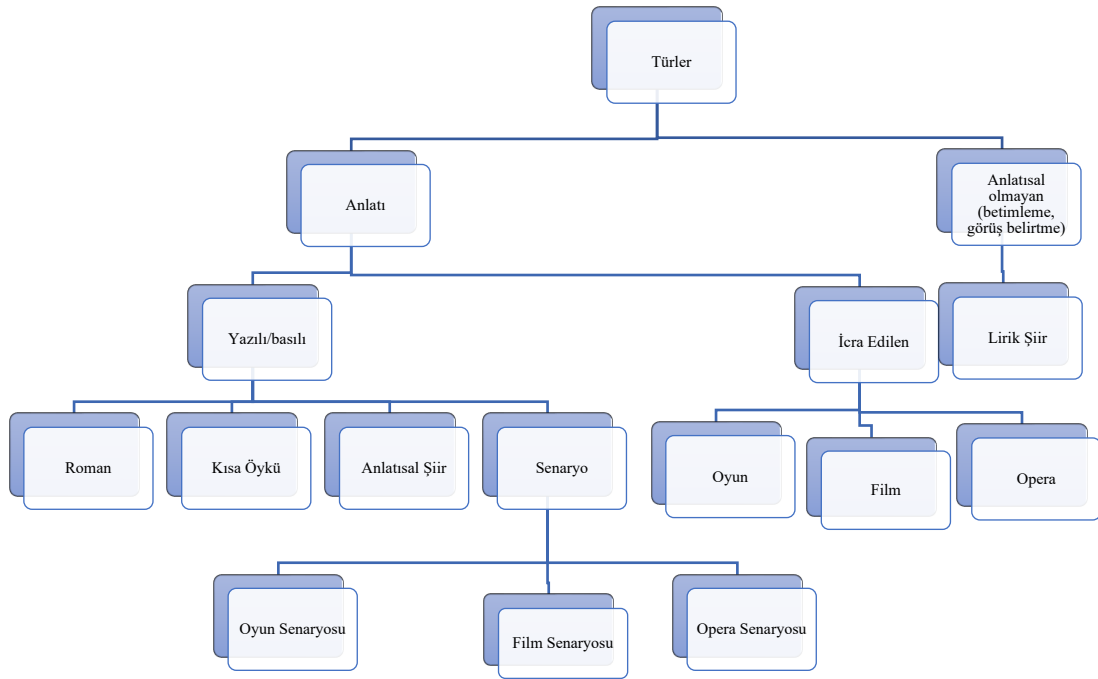 Türler
Anlatı
Anlatısal
olmayan
(betimleme,
görüş belirtme)
Yazılı/basılı
İcra Edilen
Lirik Şiir
Roman
Kısa Öykü
Anlatısal Şiir
Senaryo
Oyun
Film
Opera
Oyun Senaryosu
Film Senaryosu
Opera Senaryosu